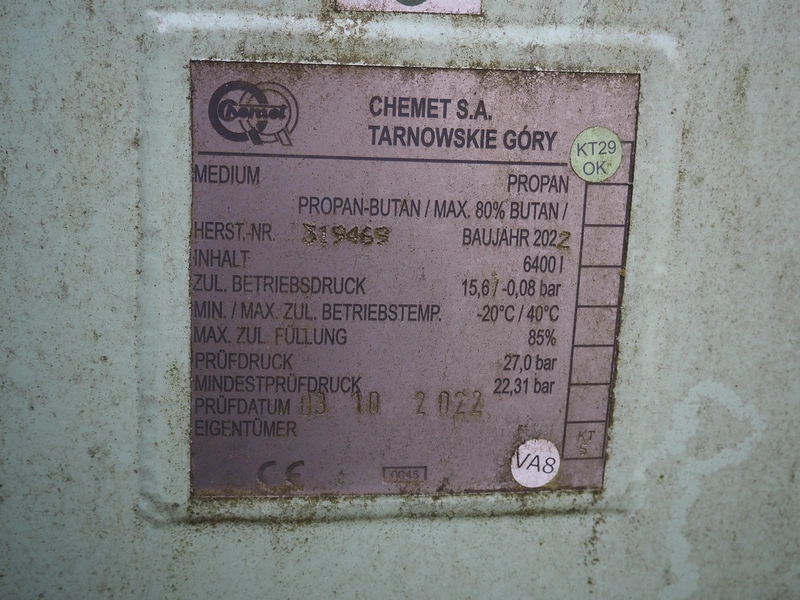 Chemet
CHEMET S.A.
TARNOWSKIE GÓRY
KT29
OK
MEDIUM PROPAN
PROPAN-BUTAN / MAX. 80% BUTAN /
HERST.-NR. 319469 BAUJAHR 2022
INHALT 6400 l
ZUL. BETRIEBSDRUCK 15,6 / -0,08 bar
MIN. / MAX. ZUL. BETRIEBSTEMP. -20°C / 40°C
MAX. ZUL. FÜLLUNG 85%
PRÜFDRUCK 27,0 bar
MINDESTPRÜFDRUCK 22,31 bar
PRÜFDATUM 03 10 2022
EIGENTÜMER
KT
5
CE 0045
VA8